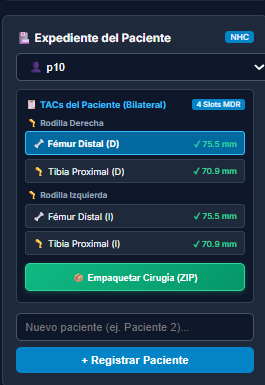 Expediente del Paciente NHC
p10
TACs del Paciente (Bilateral) 4 Slots MDR
Rodilla Derecha
Fémur Distal (D) ✓ 75.5 mm
Tibia Proximal (D) ✓ 70.9 mm
Rodilla Izquierda
Fémur Distal (I) ✓ 75.5 mm
Tibia Proximal (I) ✓ 70.9 mm
Empaquetar Cirugía (ZIP)
Nuevo paciente (ej. Paciente 2)...
+ Registrar Paciente